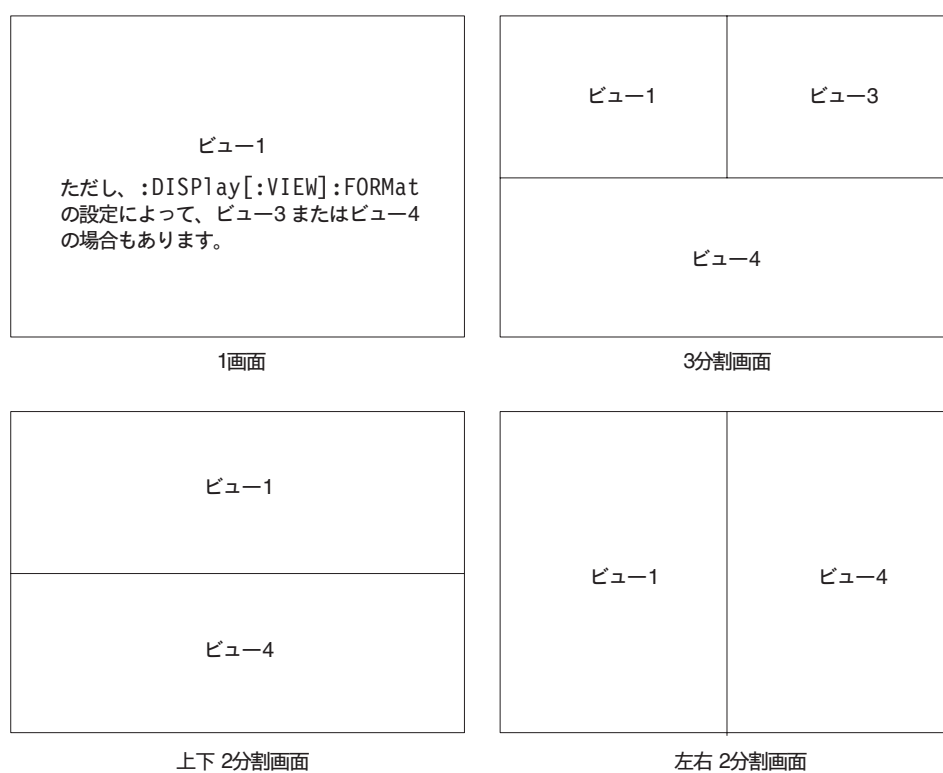 ビュー1
ただし、:DISPlay[:VIEW]:FORMat
の設定によって、ビュー3 またはビュー4
の場合もあります。
1画面
ビュー1
ビュー3
ビュー4
3分割画面
ビュー1
ビュー4
上下 2分割画面
ビュー1
ビュー4
左右 2分割画面